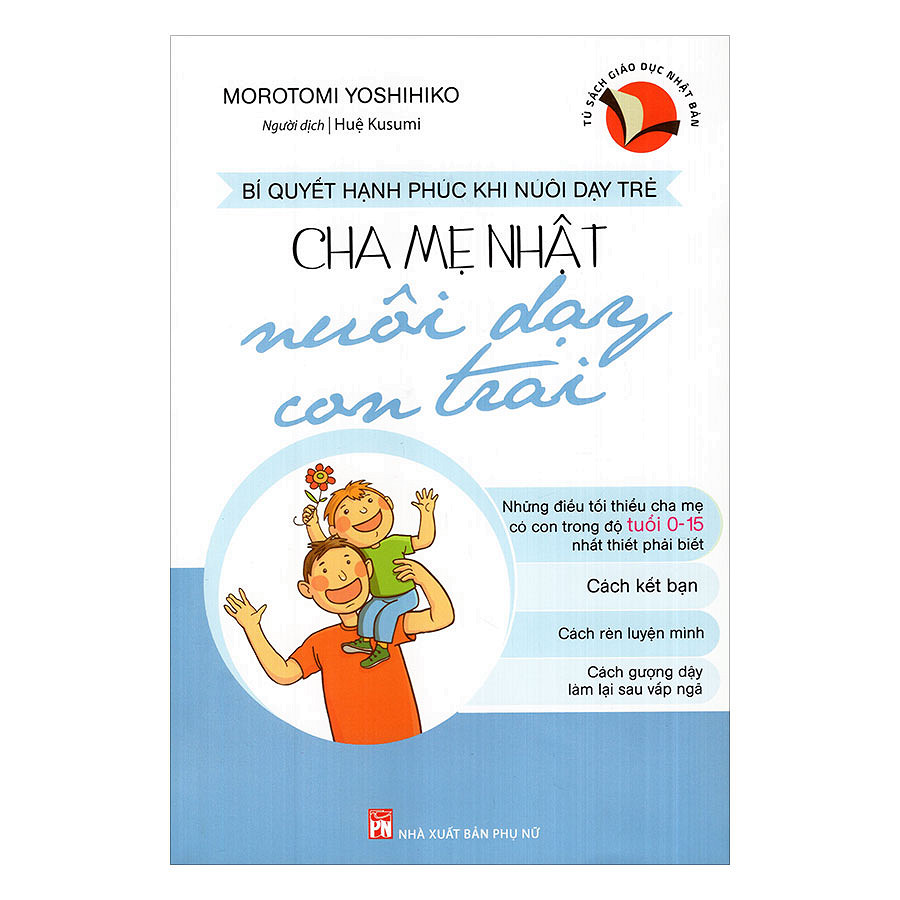 MOROTOMI YOSHIHIKO
Người dịch | Huệ Kusumi
TỦ SÁCH GIÁO DỤC NHẬT BẢN
BÍ QUYẾT HẠNH PHÚC KHI NUÔI DẠY TRẺ
CHA MẸ NHẬT
nuôi dạy
con trai
Những điều tối thiểu cha mẹ
có con trong độ tuổi 0-15
nhất thiết phải biết
Cách kết bạn
Cách rèn luyện mình
Cách gượng dậy
làm lại sau vấp ngã
PN
NHÀ XUẤT BẢN PHỤ NỮ